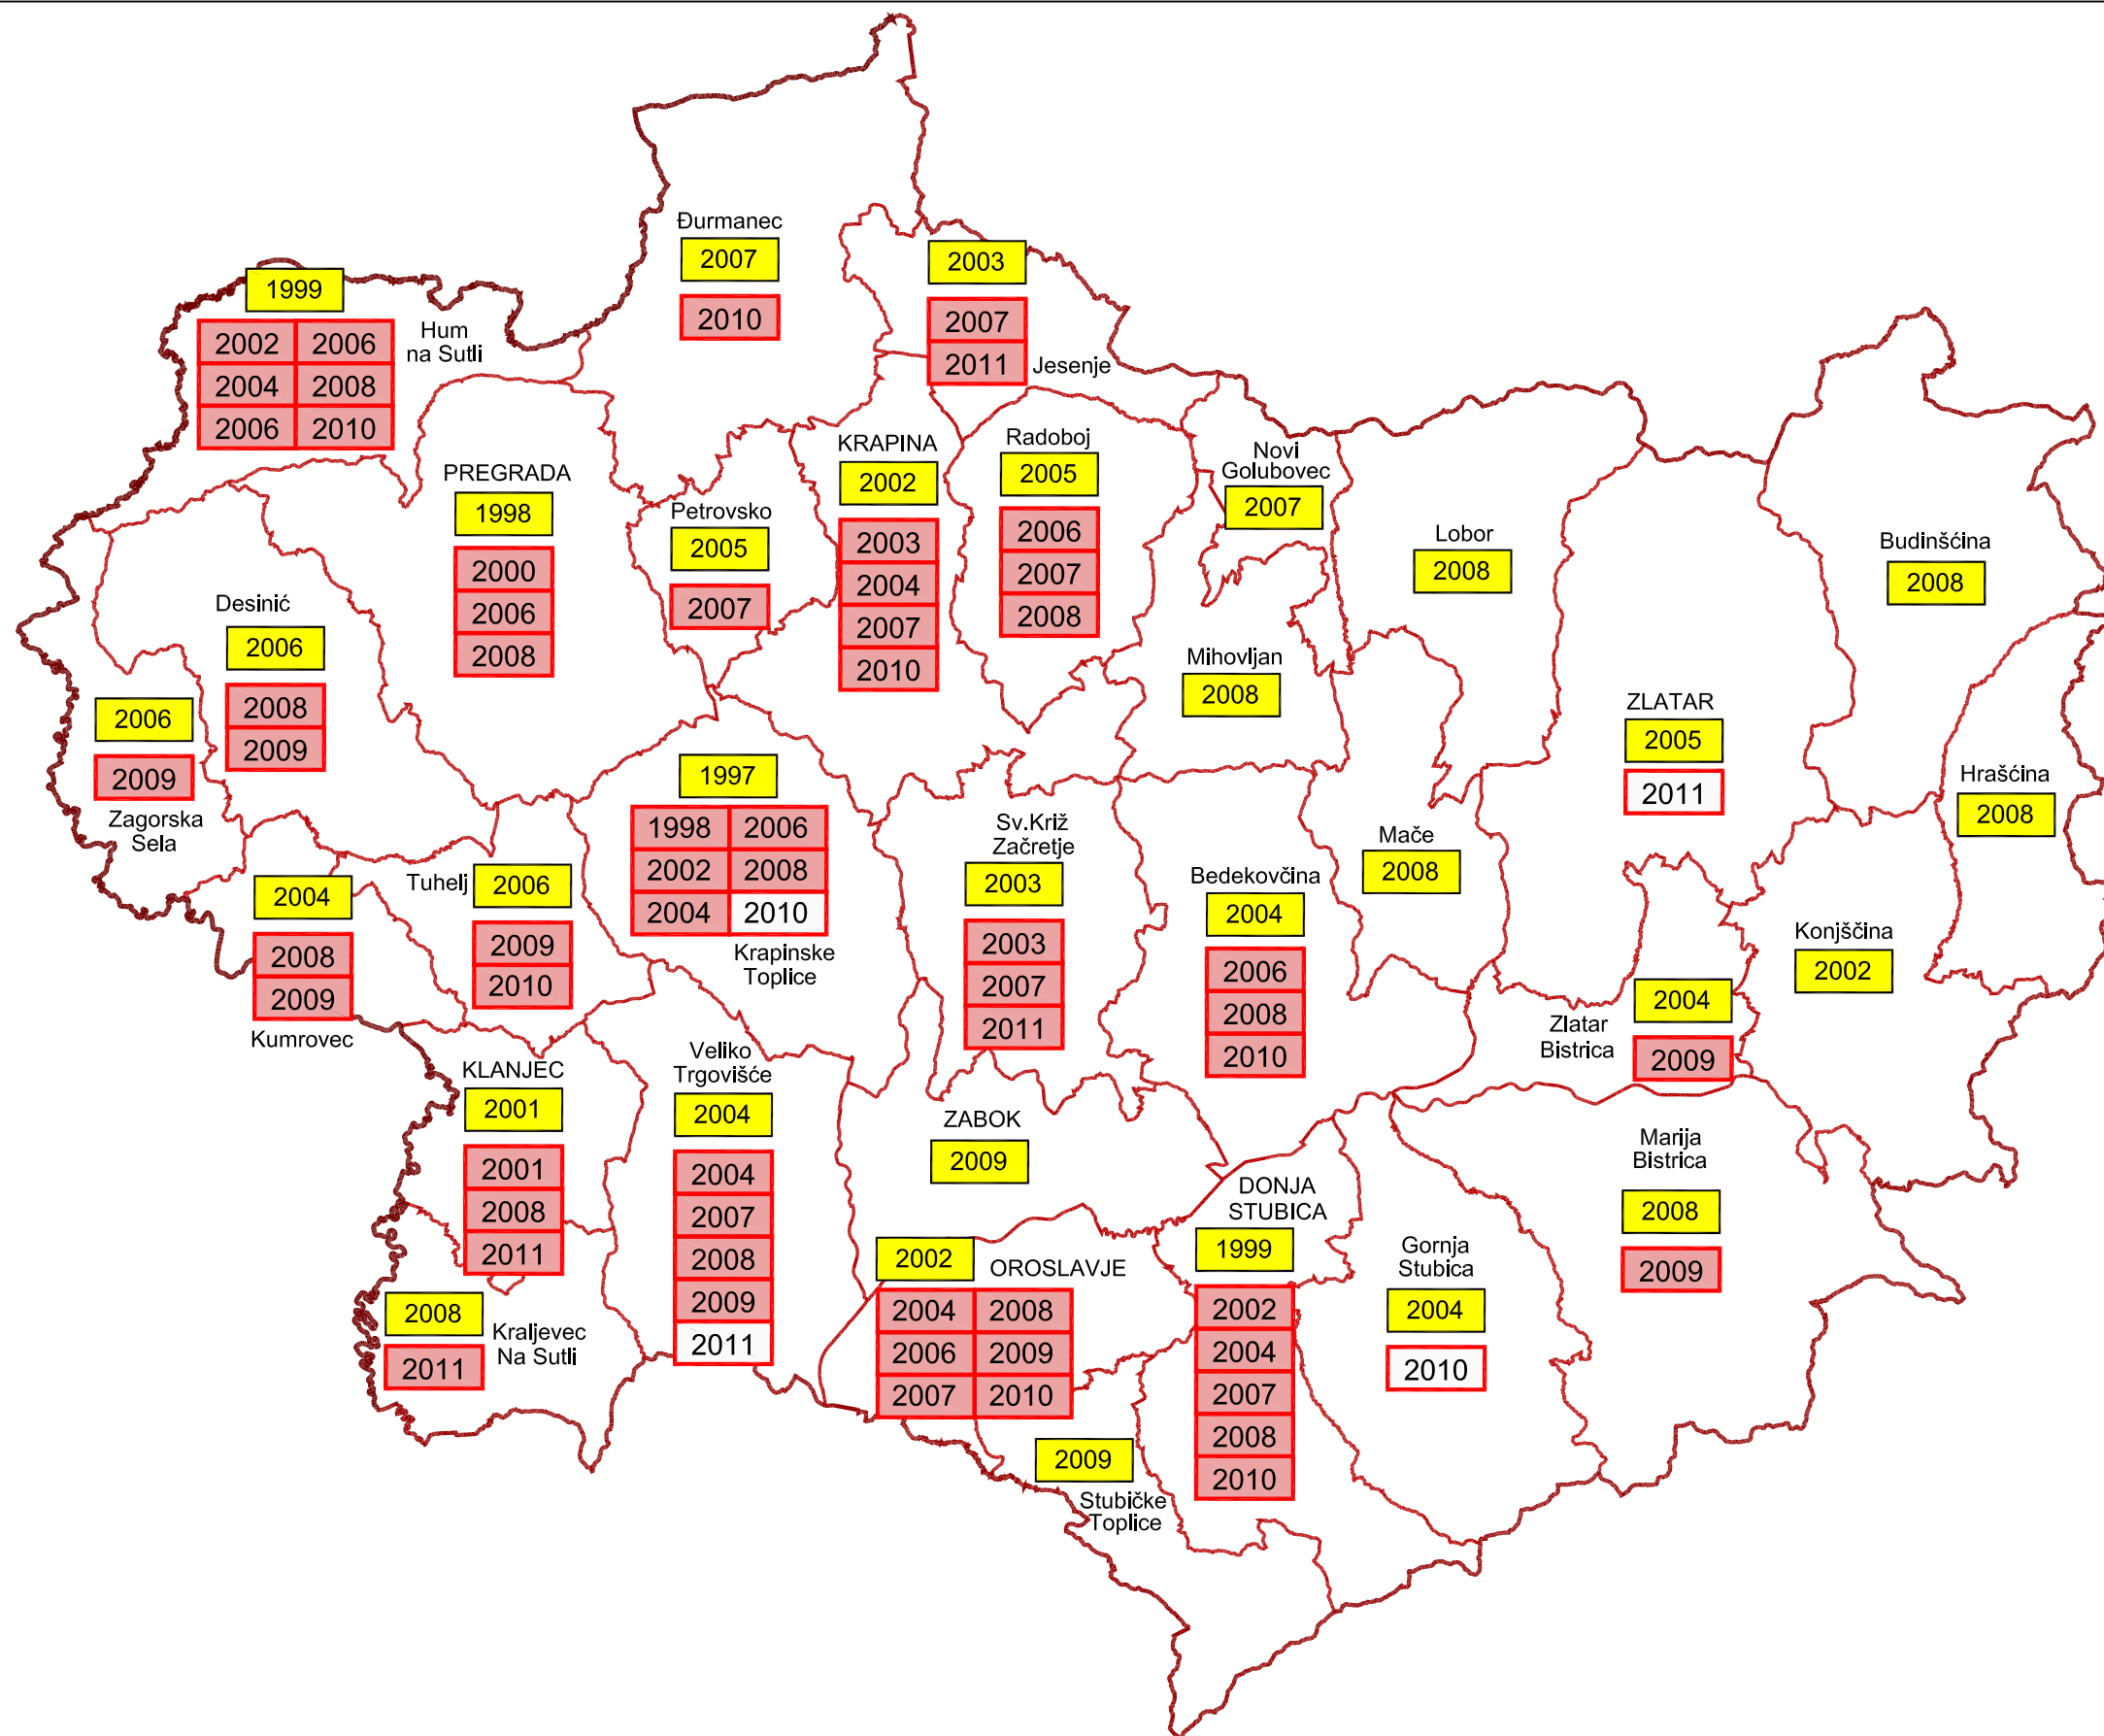 Đurmanec
2007
2010
2003
2007
2011
Jesenje
1999
2002 2006
2004 2008
2006 2010
Hum
na Sutli
PREGRADA
1998
2000
2006
2008
Petrovsko
2005
2007
KRAPINA
2002
2003
2004
2007
2010
Radoboj
2005
2006
2007
2008
Novi
Golubovec
2007
Lobor
2008
Budinšćina
2008
Desinić
2006
2008
2009
2006
2009
Zagorska
Sela
Mihovljan
2008
ZLATAR
2005
2011
Hrašćina
2008
1997
1998 2006
2002 2008
2004 2010
Krapinske
Toplice
Sv.Križ
Začretje
2003
2003
2007
2011
Mače
2008
Bedekovčina
2004
2006
2008
2010
Tuhelj
2006
2009
2010
2004
2008
2009
Kumrovec
Konjščina
2002
2004
2009
Zlatar
Bistrica
KLANJEC
2001
2001
2008
2011
Veliko
Trgovišće
2004
2004
2007
2008
2009
2011
ZABOK
2009
Marija
Bistrica
2008
2009
DONJA
STUBICA
1999
2002
2004
2007
2008
2010
2002
OROSLAVJE
2004 2008
2006 2009
2007 2010
Gornja
Stubica
2004
2010
2008
2011
Kraljevec
Na Sutli
2009
Stubičke
Toplice